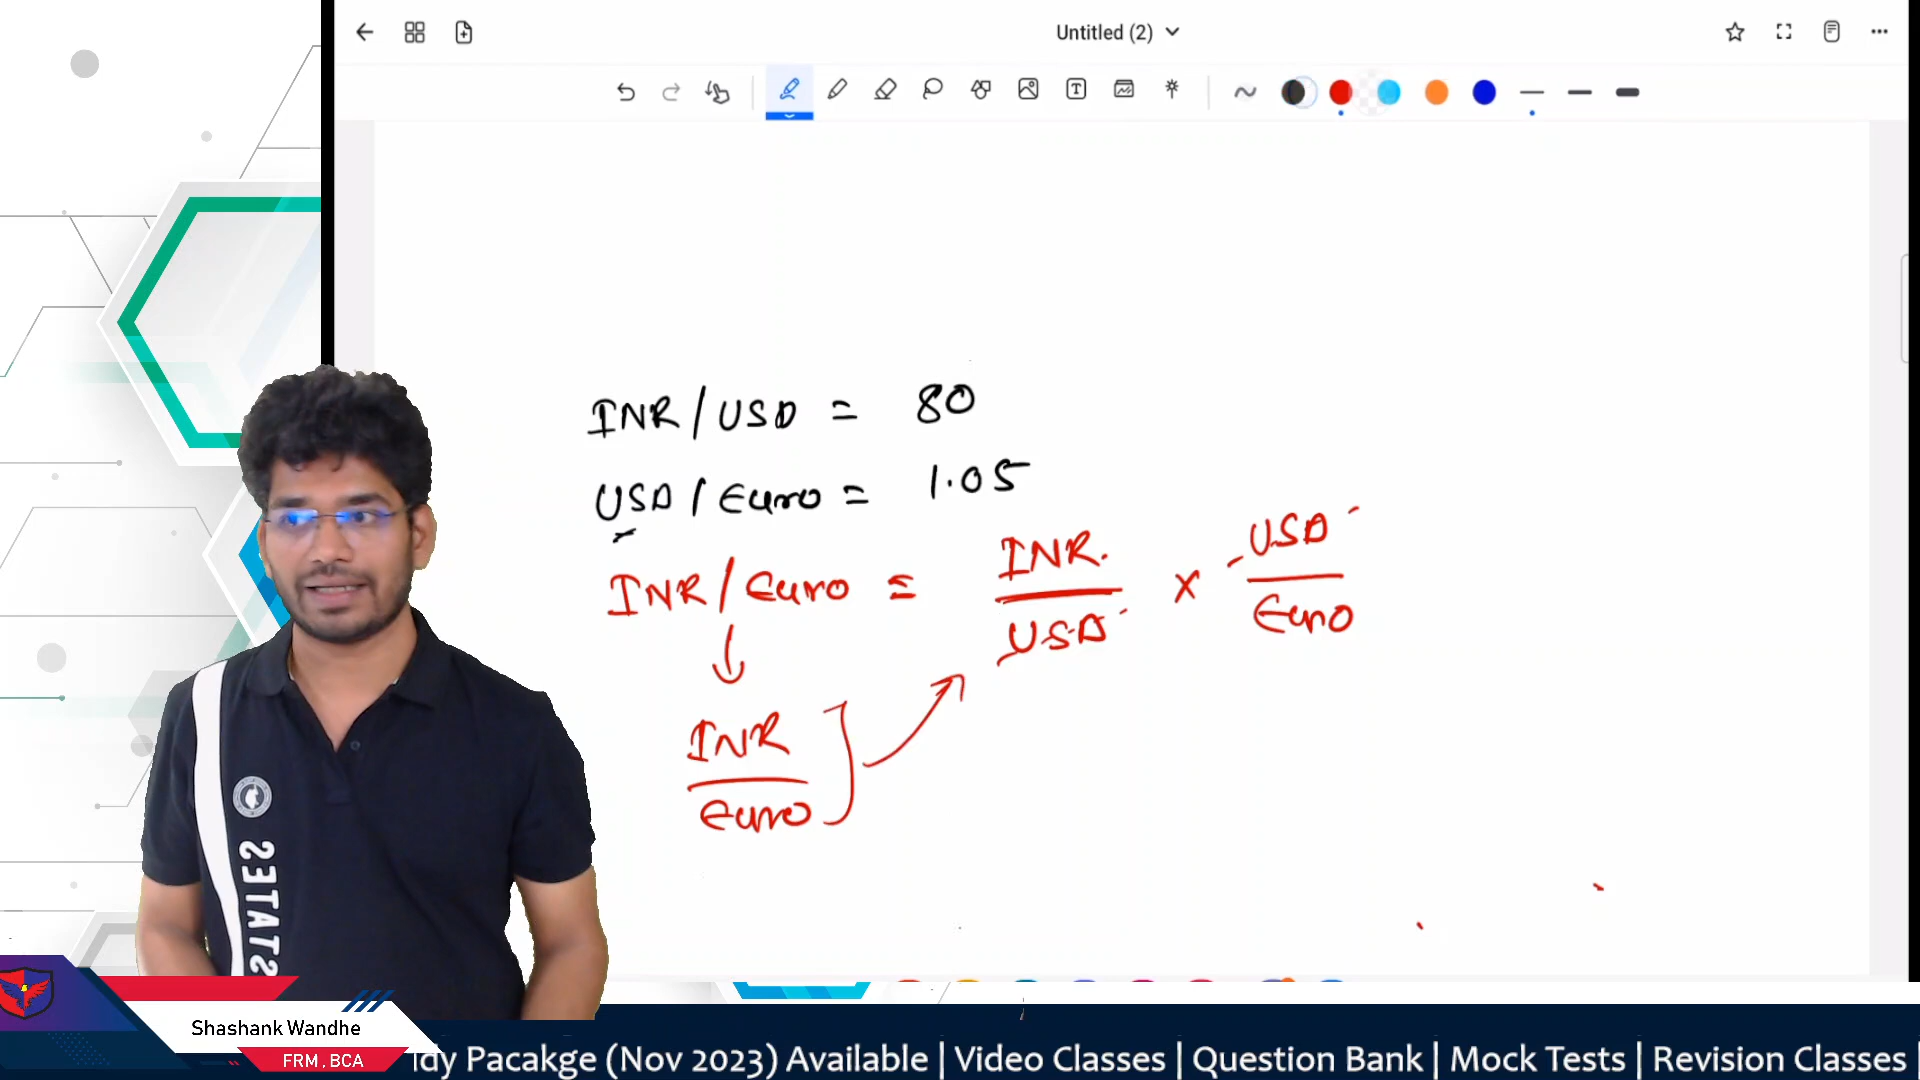 Untitled (2)
INR/USD = 80
USD/Euro = 1.05
INR/Euro = INR/USD × USD/Euro
INR
Euro
STATES
Shashank Wandhe
FRM, BCA
dy Pacakge (Nov 2023) Available | Video Classes | Question Bank | Mock Tests | Revision Classes |